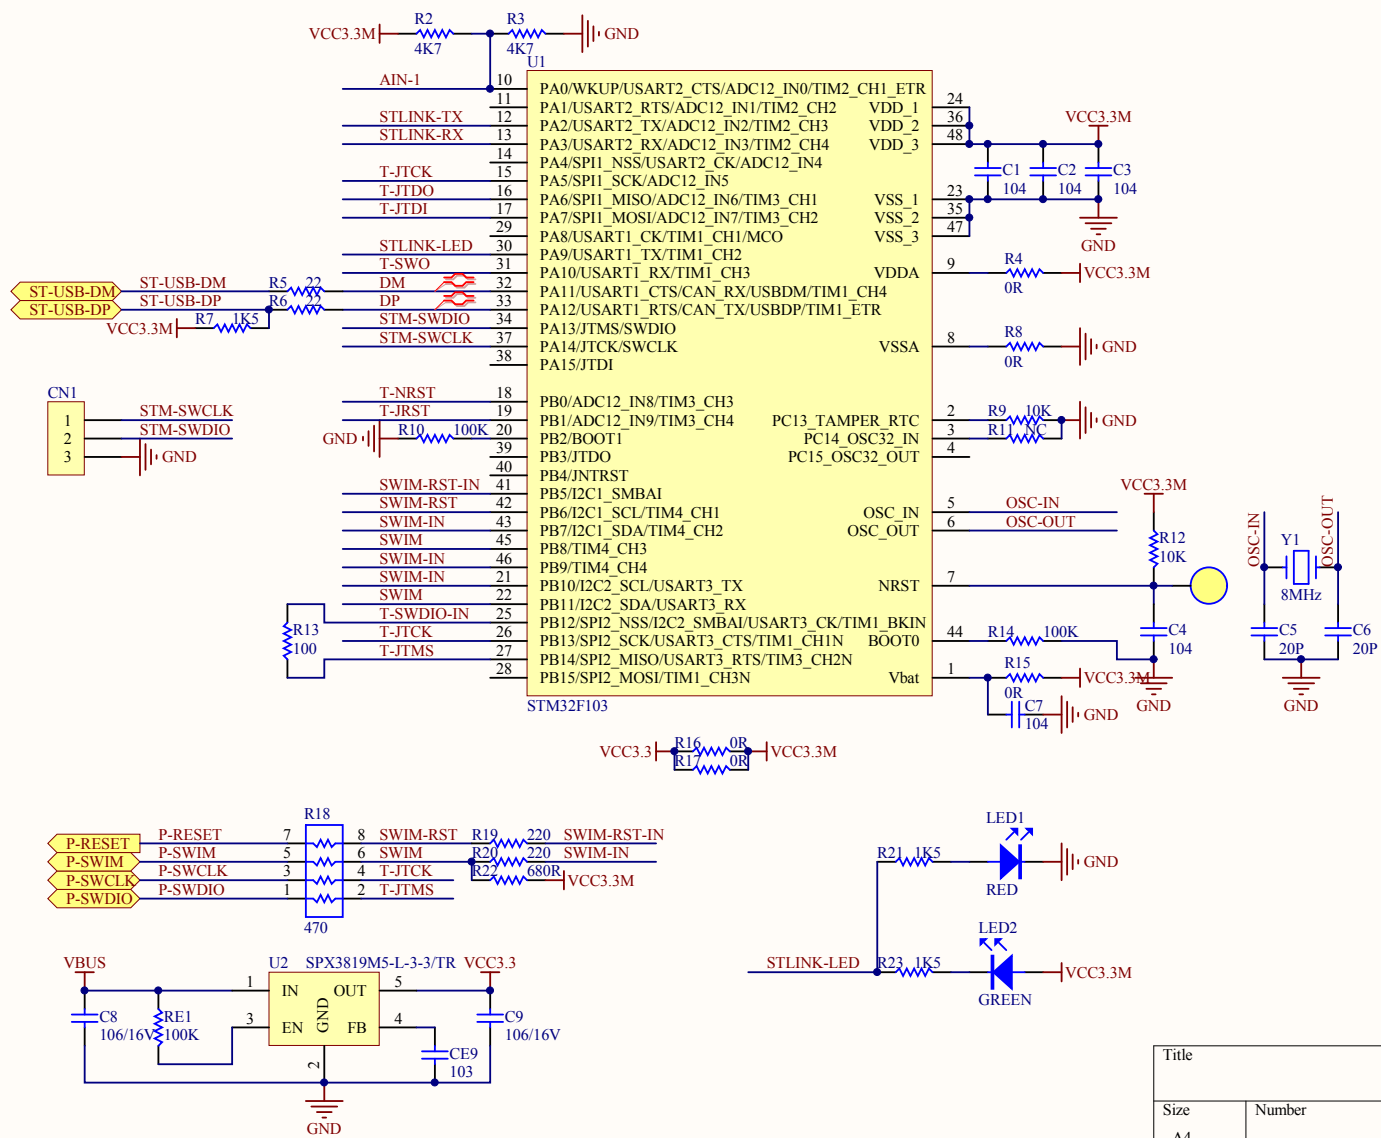 VCC3.3M R2 4K7 R3 4K7 GND
U1
AIN-1 10 PA0/WKUP/USART2_CTS/ADC12_IN0/TIM2_CH1_ETR
11 PA1/USART2_RTS/ADC12_IN1/TIM2_CH2 VDD_1 24
STLINK-TX 12 PA2/USART2_TX/ADC12_IN2/TIM2_CH3 VDD_2 36 VCC3.3M
STLINK-RX 13 PA3/USART2_RX/ADC12_IN3/TIM2_CH4 VDD_3 48
14 PA4/SPI1_NSS/USART2_CK/ADC12_IN4
T-JTCK 15 PA5/SPI1_SCK/ADC12_IN5 C1 104 C2 104 C3 104
T-JTDO 16 PA6/SPI1_MISO/ADC12_IN6/TIM3_CH1 VSS_1 23
T-JTDI 17 PA7/SPI1_MOSI/ADC12_IN7/TIM3_CH2 VSS_2 35
29 PA8/USART1_CK/TIM1_CH1/MCO VSS_3 47
STLINK-LED 30 PA9/USART1_TX/TIM1_CH2 GND
T-SWO 31 PA10/USART1_RX/TIM1_CH3 VDDA 9 R4 0R VCC3.3M
ST-USB-DM ST-USB-DM R5 22 DM 32 PA11/USART1_CTS/CAN_RX/USBDM/TIM1_CH4
ST-USB-DP ST-USB-DP R6 22 DP 33 PA12/USART1_RTS/CAN_TX/USBDP/TIM1_ETR
VCC3.3M R7 1K5 STM-SWDIO 34 PA13/JTMS/SWDIO
STM-SWCLK 37 PA14/JTCK/SWCLK VSSA 8 R8 0R GND
38 PA15/JTDI
CN1
T-NRST 18 PB0/ADC12_IN8/TIM3_CH3
1 STM-SWCLK T-JRST 19 PB1/ADC12_IN9/TIM3_CH4 PC13_TAMPER_RTC 2 R9 10K GND
2 STM-SWDIO GND R10 100K 20 PB2/BOOT1 PC14_OSC32_IN 3 R11 NC
3 GND 39 PB3/JTDO PC15_OSC32_OUT 4
40 PB4/JNTRST
SWIM-RST-IN 41 PB5/I2C1_SMBAI VCC3.3M
SWIM-RST 42 PB6/I2C1_SCL/TIM4_CH1 OSC_IN 5 OSC-IN
SWIM-IN 43 PB7/I2C1_SDA/TIM4_CH2 OSC_OUT 6 OSC-OUT
SWIM 45 PB8/TIM4_CH3 R12 10K OSC-IN Y1 8MHz OSC-OUT
SWIM-IN 46 PB9/TIM4_CH4
SWIM-IN 21 PB10/I2C2_SCL/USART3_TX NRST 7
SWIM 22 PB11/I2C2_SDA/USART3_RX
T-SWDIO-IN 25 PB12/SPI2_NSS/I2C2_SMBAI/USART3_CK/TIM1_BKIN
R13 100 T-JTCK 26 PB13/SPI2_SCK/USART3_CTS/TIM1_CH1N BOOT0 44 R14 100K C4 104 C5 20P C6 20P
T-JTMS 27 PB14/SPI2_MISO/USART3_RTS/TIM3_CH2N
28 PB15/SPI2_MOSI/TIM1_CH3N Vbat 1 R15 0R VCC3.3M
GND GND
STM32F103 C7 104 GND
VCC3.3 R16 0R VCC3.3M
R17 0R
R18
P-RESET P-RESET 7 8 SWIM-RST R19 220 SWIM-RST-IN
P-SWIM P-SWIM 5 6 SWIM R20 220 SWIM-IN
P-SWCLK P-SWCLK 3 4 T-JTCK R22 680R VCC3.3M
P-SWDIO P-SWDIO 1 2 T-JTMS
470
LED1
R21 1K5 GND
RED
LED2
STLINK-LED R23 1K5 VCC3.3M
GREEN
VBUS U2 SPX3819M5-L-3-3/TR VCC3.3
1 IN OUT 5
C8 106/16V RE1 100K 3 EN GND FB 4 C9 106/16V
2 CE9 103
GND
Title
Size Number
A4